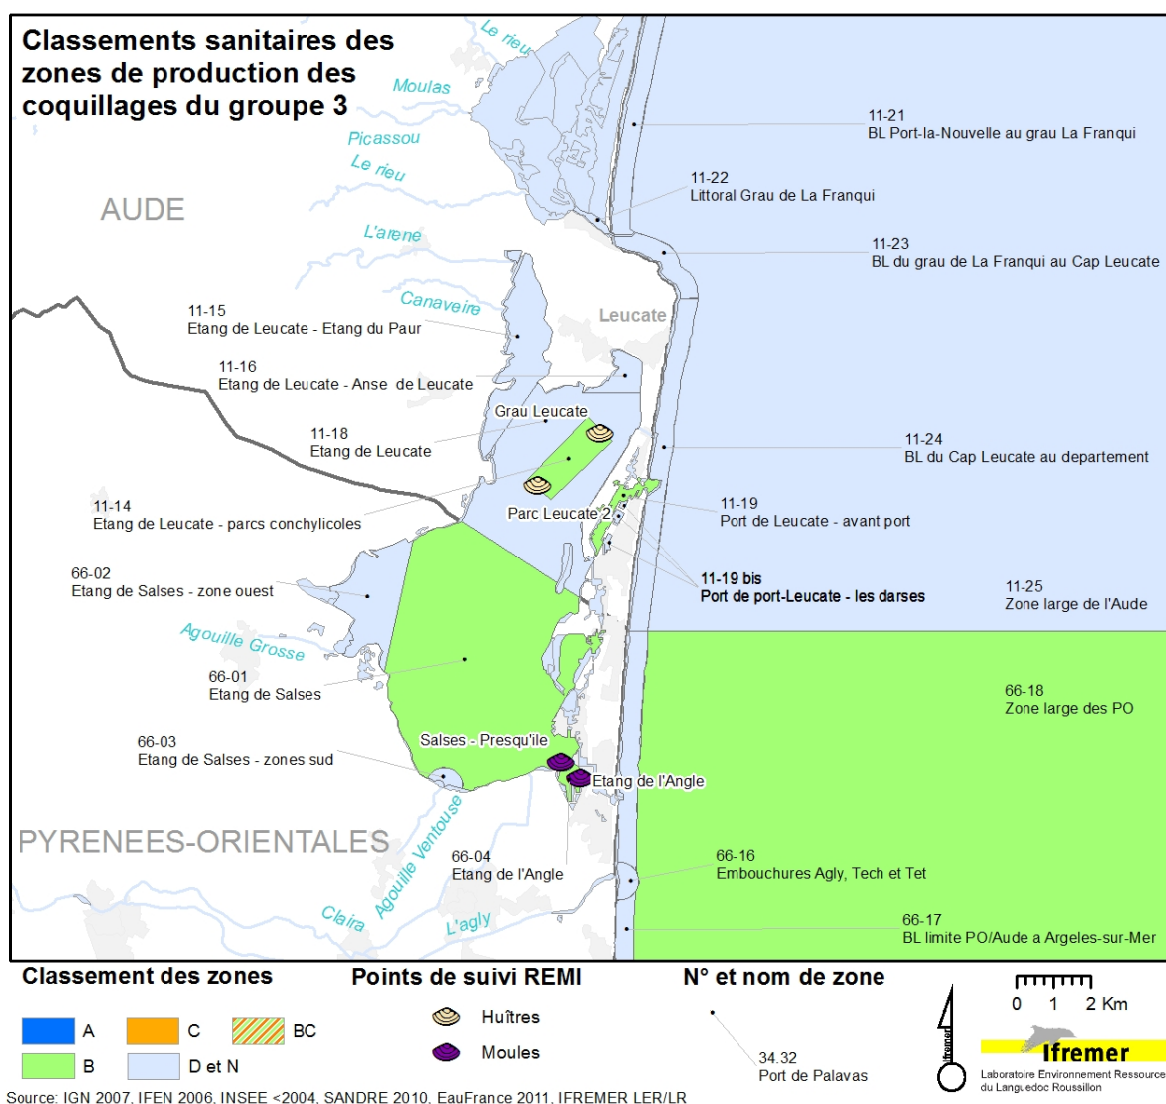 Classements sanitaires des
zones de production des
coquillages du groupe 3
Le rieu
Moulas
Picassou
Le rieu
AUDE
L'arene
Canaveire
11-21
BL Port-la-Nouvelle au grau La Franqui
11-22
Littoral Grau de La Franqui
11-23
BL du grau de La Franqui au Cap Leucate
11-15
Etang de Leucate - Etang du Paur
Leucate
11-16
Etang de Leucate - Anse de Leucate
Grau Leucate
11-18
Etang de Leucate
11-24
BL du Cap Leucate au departement
11-14
Etang de Leucate - parcs conchylicoles
Parc Leucate 2
11-19
Port de Leucate - avant port
66-02
Etang de Salses - zone ouest
11-19 bis
Port de port-Leucate - les darses
11-25
Zone large de l'Aude
Agouille Grosse
66-01
Etang de Salses
66-18
Zone large des PO
66-03
Etang de Salses - zones sud
Salses - Presqu'ile
Etang de l'Angle
PYRENEES-ORIENTALES
Agouille Ventouse
66-04
Etang de l'Angle
66-16
Embouchures Agly, Tech et Tet
Claira
L'agly
66-17
BL limite PO/Aude a Argeles-sur-Mer
Classement des zones
A
C
BC
B
D et N
Points de suivi REMI
Huîtres
Moules
N° et nom de zone
34.32
Port de Palavas
Ifremer
0 1 2 Km
Ifremer
Laboratoire Environnement Ressource
du Languedoc Roussillon
Source: IGN 2007, IFEN 2006, INSEE <2004, SANDRE 2010, EauFrance 2011, IFREMER LER/LR